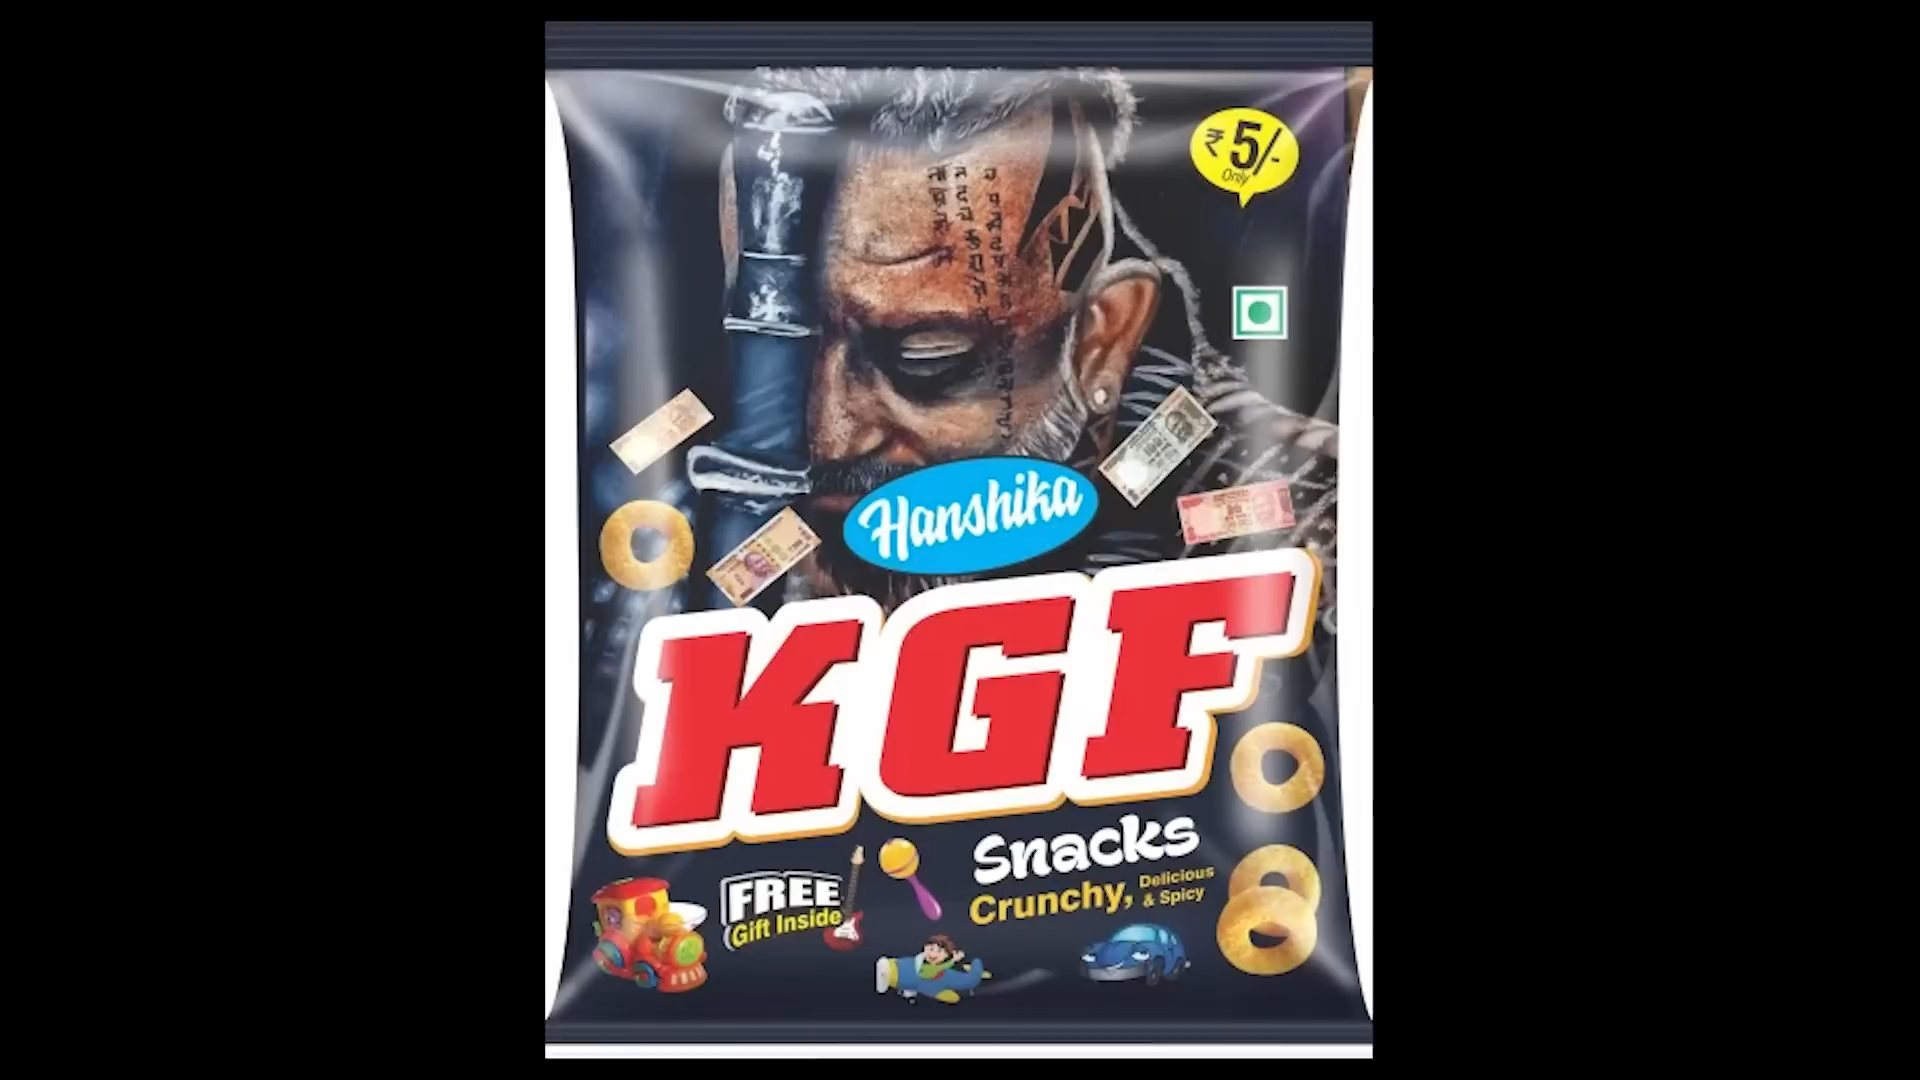 ₹ 5/-
Only
Hanshika
KGF
Snacks
Crunchy, Delicious
& Spicy
FREE
Gift Inside